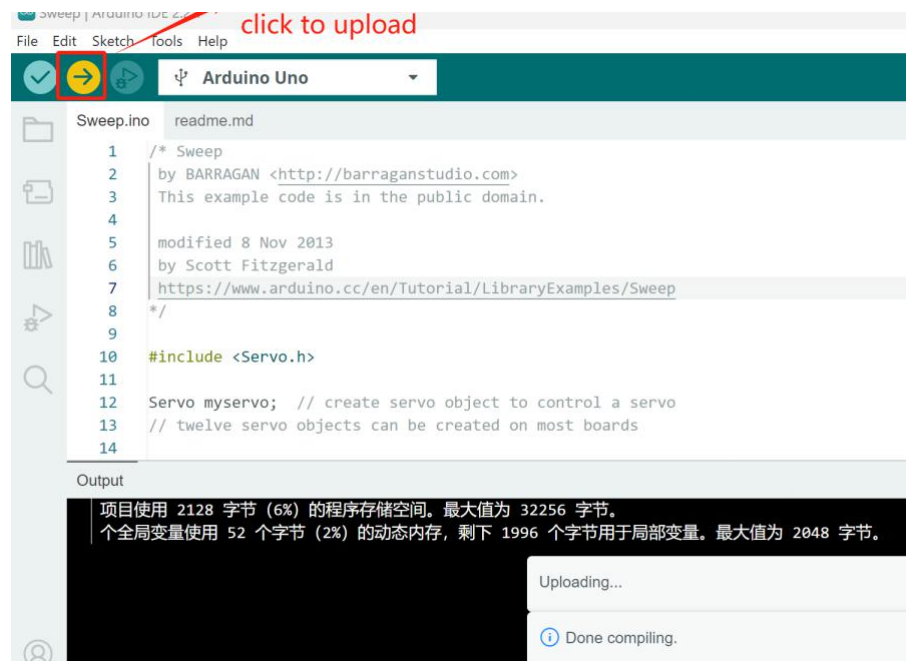 Sweep | Arduino IDE 2.2
click to upload
File Edit Sketch Tools Help
Arduino Uno
Sweep.ino readme.md
1 /* Sweep
2 by BARRAGAN <http://barraganstudio.com>
3 This example code is in the public domain.
4
5 modified 8 Nov 2013
6 by Scott Fitzgerald
7 https://www.arduino.cc/en/Tutorial/LibraryExamples/Sweep
8 */
9
10 #include <Servo.h>
11
12 Servo myservo;  // create servo object to control a servo
13 // twelve servo objects can be created on most boards
14
Output
项目使用 2128 字节 (6%) 的程序存储空间。最大值为 32256 字节。
个全局变量使用 52 个字节 (2%) 的动态内存，剩下 1996 个字节用于局部变量。最大值为 2048 字节。
Uploading...
Done compiling.